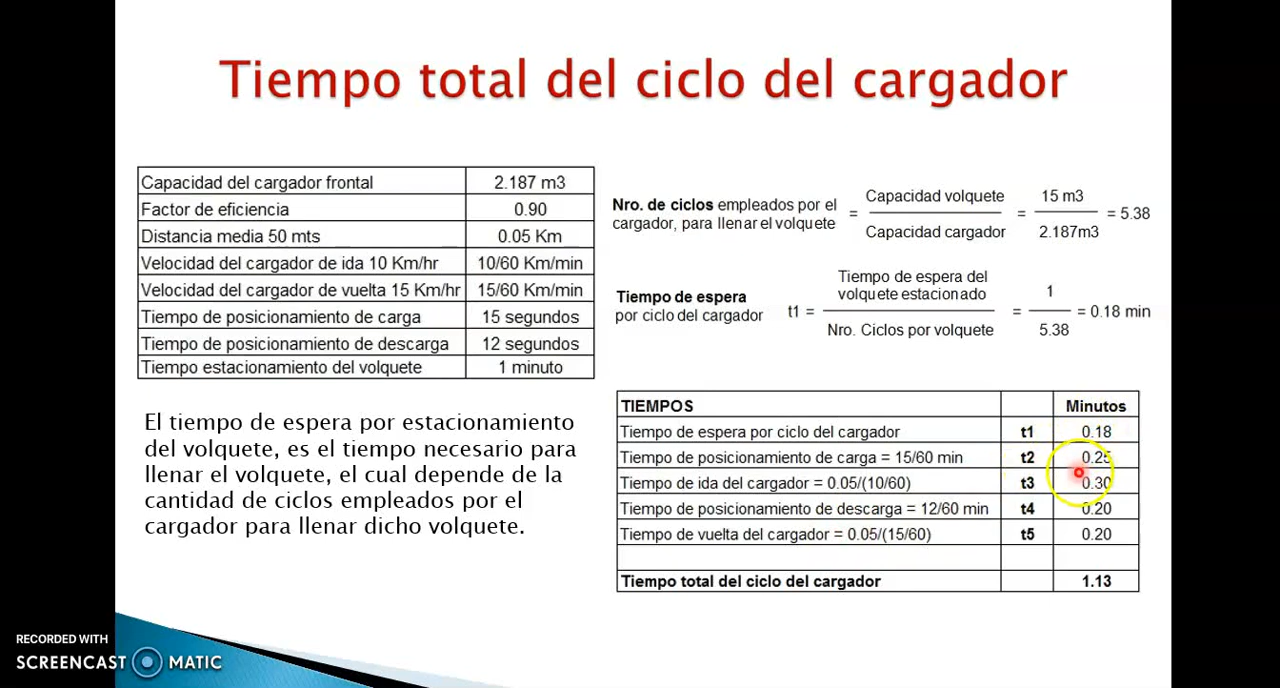 Tiempo total del ciclo del cargador
Capacidad del cargador frontal 2.187 m3
Factor de eficiencia 0.90
Distancia media 50 mts 0.05 Km
Velocidad del cargador de ida 10 Km/hr 10/60 Km/min
Velocidad del cargador de vuelta 15 Km/hr 15/60 Km/min
Tiempo de posicionamiento de carga 15 segundos
Tiempo de posicionamiento de descarga 12 segundos
Tiempo estacionamiento del volquete 1 minuto
El tiempo de espera por estacionamiento
del volquete, es el tiempo necesario para
llenar el volquete, el cual depende de la
cantidad de ciclos empleados por el
cargador para llenar dicho volquete.
Nro. de ciclos empleados por el
cargador, para llenar el volquete
= Capacidad volquete = 15 m3 = 5.38
Capacidad cargador 2.187m3
Tiempo de espera
por ciclo del cargador
t1 = Tiempo de espera del
volquete estacionado = 1 = 0.18 min
Nro. Ciclos por volquete 5.38
TIEMPOS Minutos
Tiempo de espera por ciclo del cargador t1 0.18
Tiempo de posicionamiento de carga = 15/60 min t2 0.25
Tiempo de ida del cargador = 0.05/(10/60) t3 0.30
Tiempo de posicionamiento de descarga = 12/60 min t4 0.20
Tiempo de vuelta del cargador = 0.05/(15/60) t5 0.20
Tiempo total del ciclo del cargador 1.13
RECORDED WITH
SCREENCAST MATIC